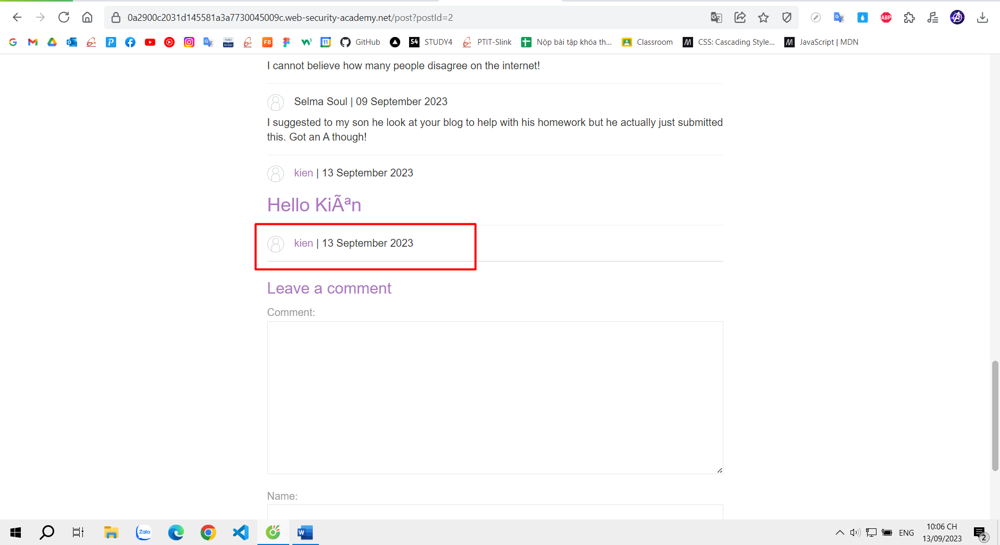 0a2900c2031d145581a3a7730045009c.web-security-academy.net/post?postId=2
ABP
GitHub
S4 STUDY4
PTIT-Slink
Nộp bài tập khóa th...
Classroom
CSS: Cascading Style...
JavaScript | MDN
I cannot believe how many people disagree on the internet!
Selma Soul | 09 September 2023
I suggested to my son he look at your blog to help with his homework but he actually just submitted
this. Got an A though!
kien | 13 September 2023
Hello KiÃªn
kien | 13 September 2023
Leave a comment
Comment:
Name:
Zalo
ENG
10:06 CH
13/09/2023
2